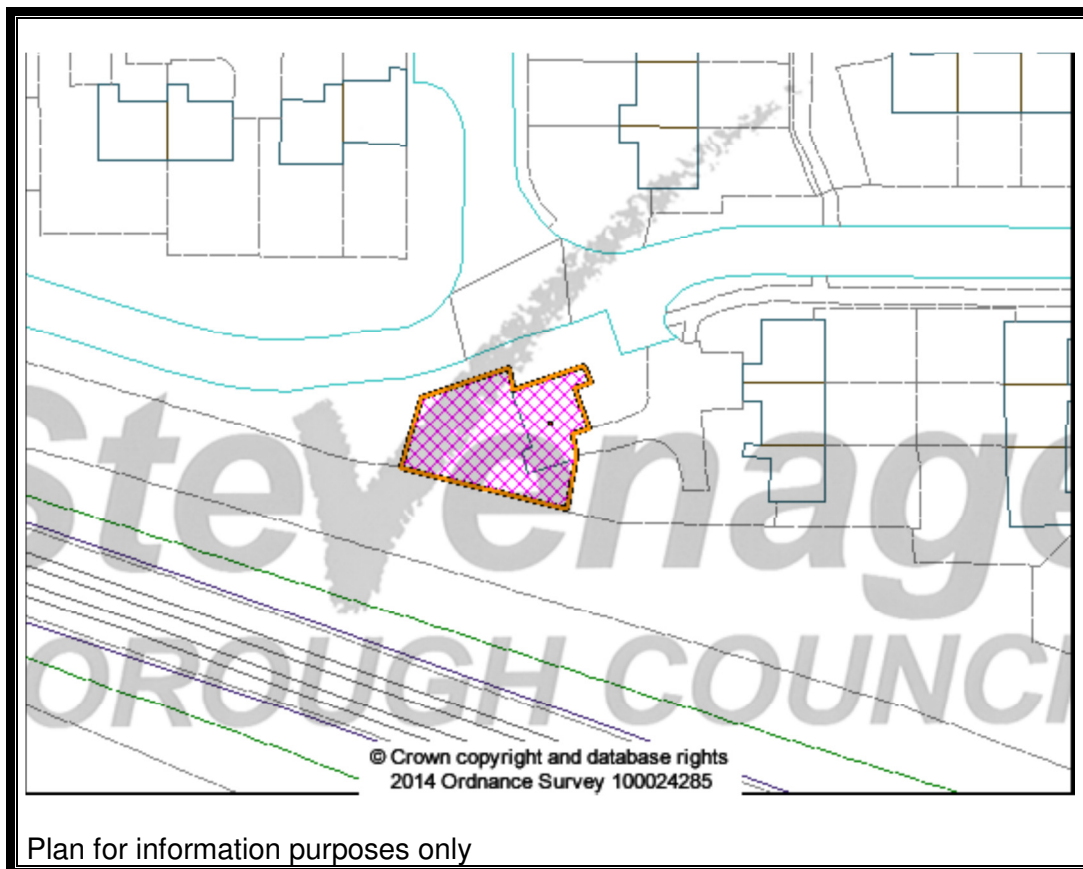 Stevenage
BOROUGH COUNCIL
© Crown copyright and database rights
2014 Ordnance Survey 100024285
Plan for information purposes only